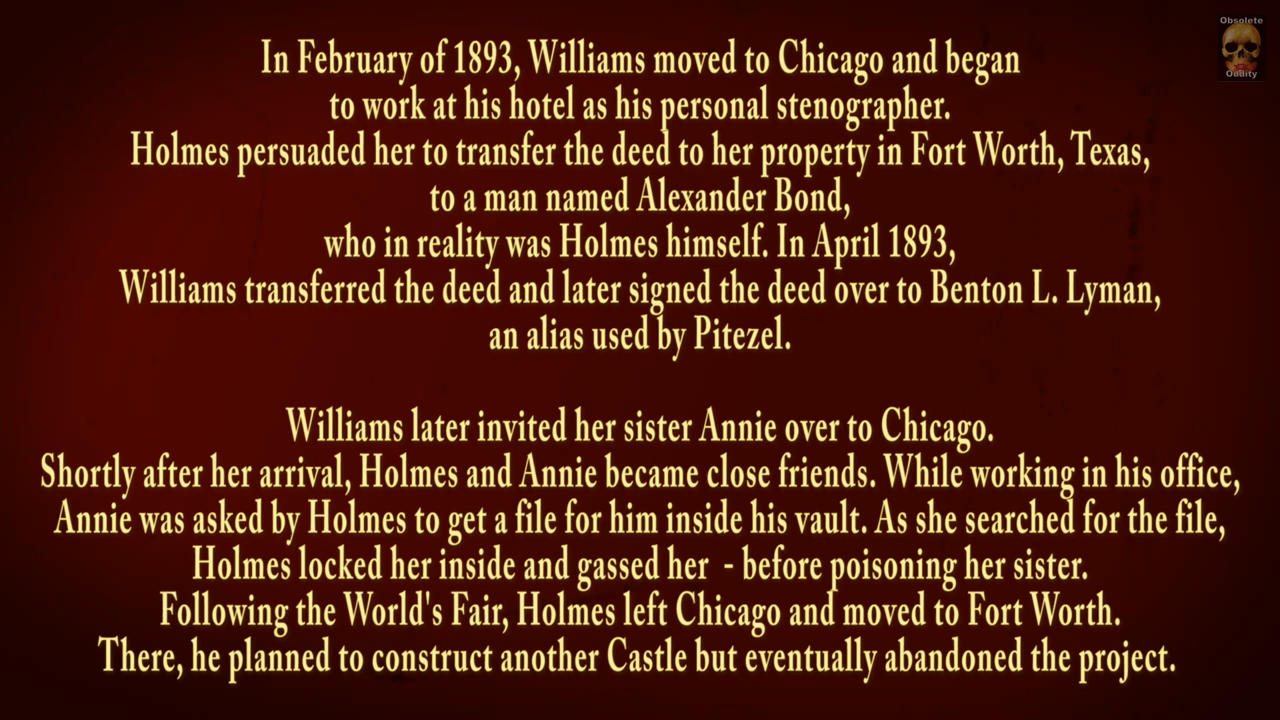 Obsolete
Oddity
In February of 1893, Williams moved to Chicago and began
to work at his hotel as his personal stenographer.
Holmes persuaded her to transfer the deed to her property in Fort Worth, Texas,
to a man named Alexander Bond,
who in reality was Holmes himself. In April 1893,
Williams transferred the deed and later signed the deed over to Benton L. Lyman,
an alias used by Pitezel.
Williams later invited her sister Annie over to Chicago.
Shortly after her arrival, Holmes and Annie became close friends. While working in his office,
Annie was asked by Holmes to get a file for him inside his vault. As she searched for the file,
Holmes locked her inside and gassed her - before poisoning her sister.
Following the World's Fair, Holmes left Chicago and moved to Fort Worth.
There, he planned to construct another Castle but eventually abandoned the project.